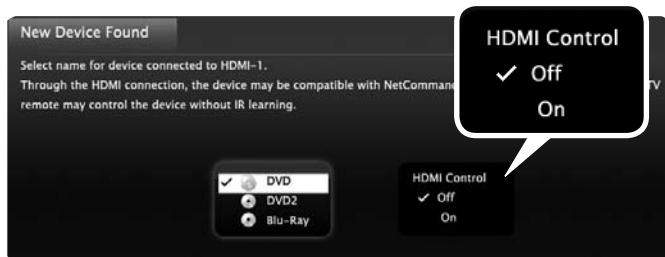 New Device Found
Select name for device connected to HDMI-1.
Through the HDMI connection, the device may be compatible with NetComman TV
remote may control the device without IR learning.
HDMI Control
✓ Off
On
✓ DVD
DVD2
Blu-Ray
HDMI Control
✓ Off
On